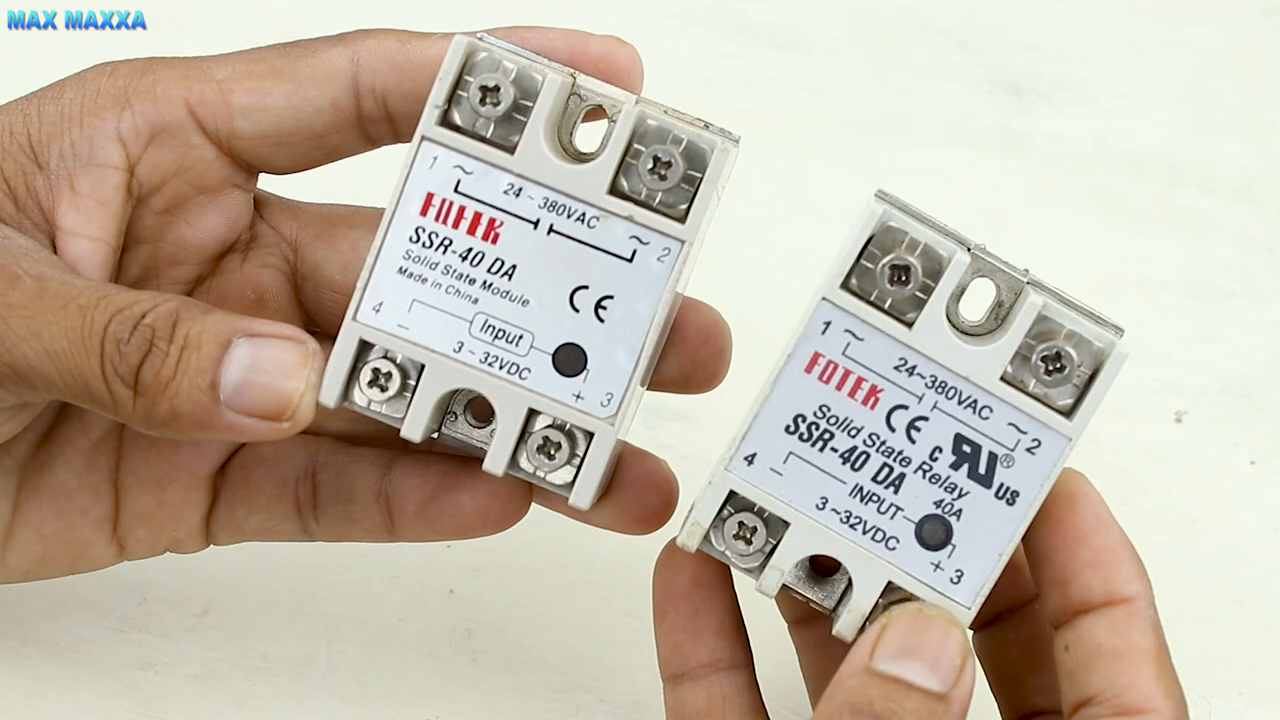 MAX MAXXA
1 ~ 24 ~ 380VAC ~ 2
FOTEK
SSR-40 DA
Solid State Module
Made in China
CE
4 − Input
3 ~ 32VDC
+ 3
1 ~ 24~380VAC ~ 2
FOTEK
CE c RU® US
Solid State Relay
SSR-40 DA
40A
4 − INPUT
3~32VDC
+ 3